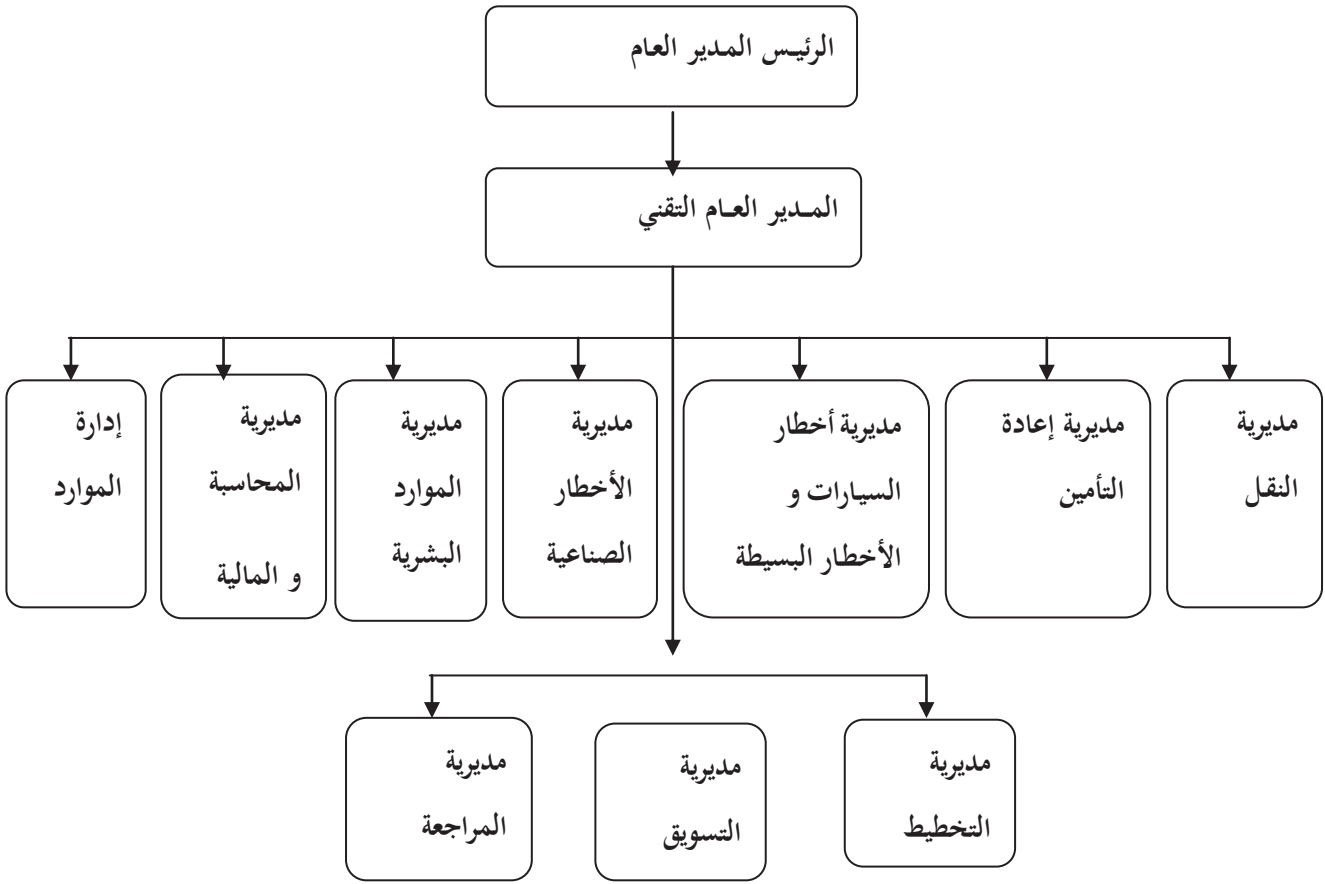 الرئيس المدير العام
المدير العام التقني
مديرية
النقل
مديرية إعادة
التأمين
مديرية أخطار
السيارات و
الأخطار البسيطة
مديرية
الأخطار
الصناعية
مديرية
الموارد
البشرية
مديرية
المحاسبة
و المالية
إدارة
الموارد
مديرية
التخطيط
مديرية
التسويق
مديرية
المراجعة